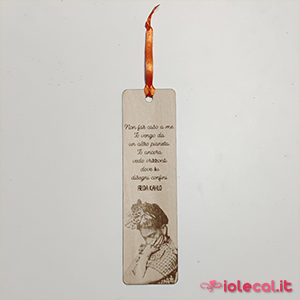 Non far caso a me.
Io vengo da
un altro pianeta.
Io ancora
vedo orizzonti
dove tu
disegni confini.
FRIDA KAHLO
iolecal.it